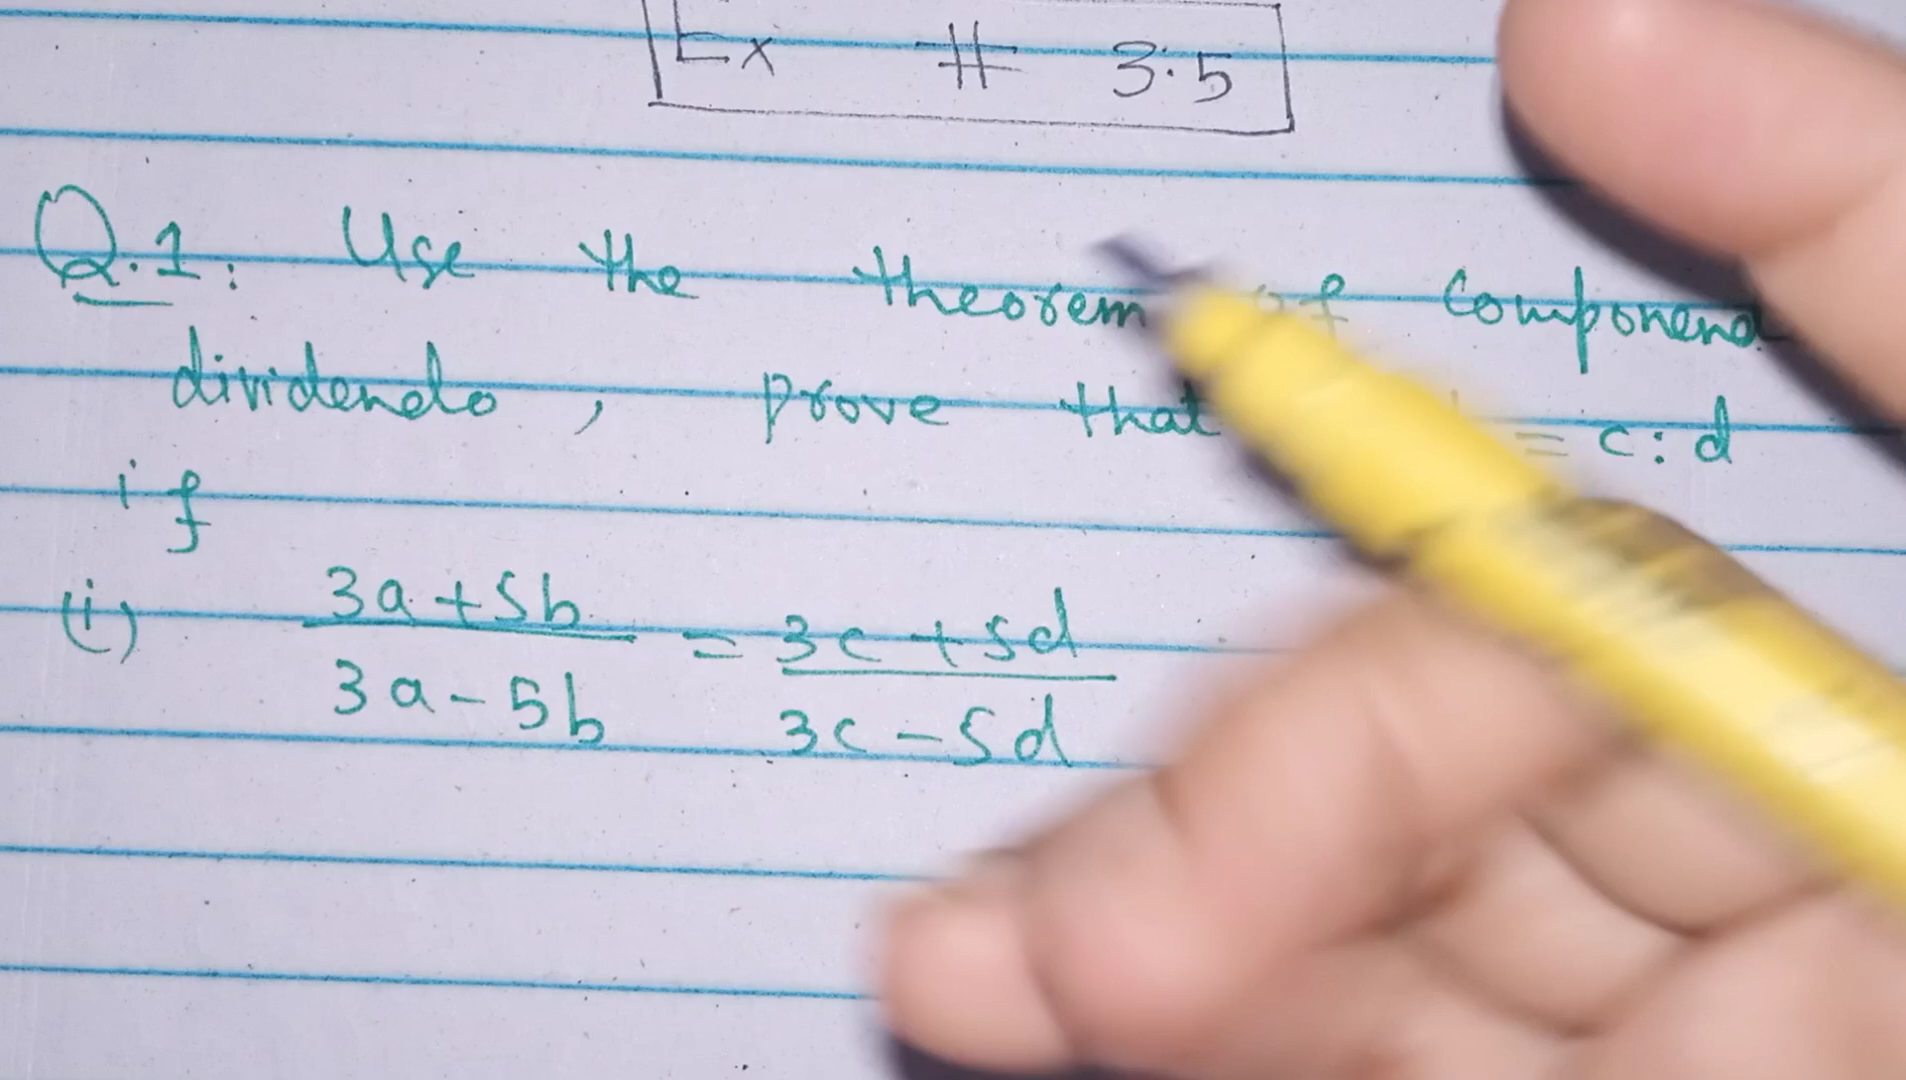 Ex # 3.5
Q.1: Use the theorem of
dividendo, prove that = c:d
if
(i) 3a+5b = 3c+5d
3a-5b 3c-5d